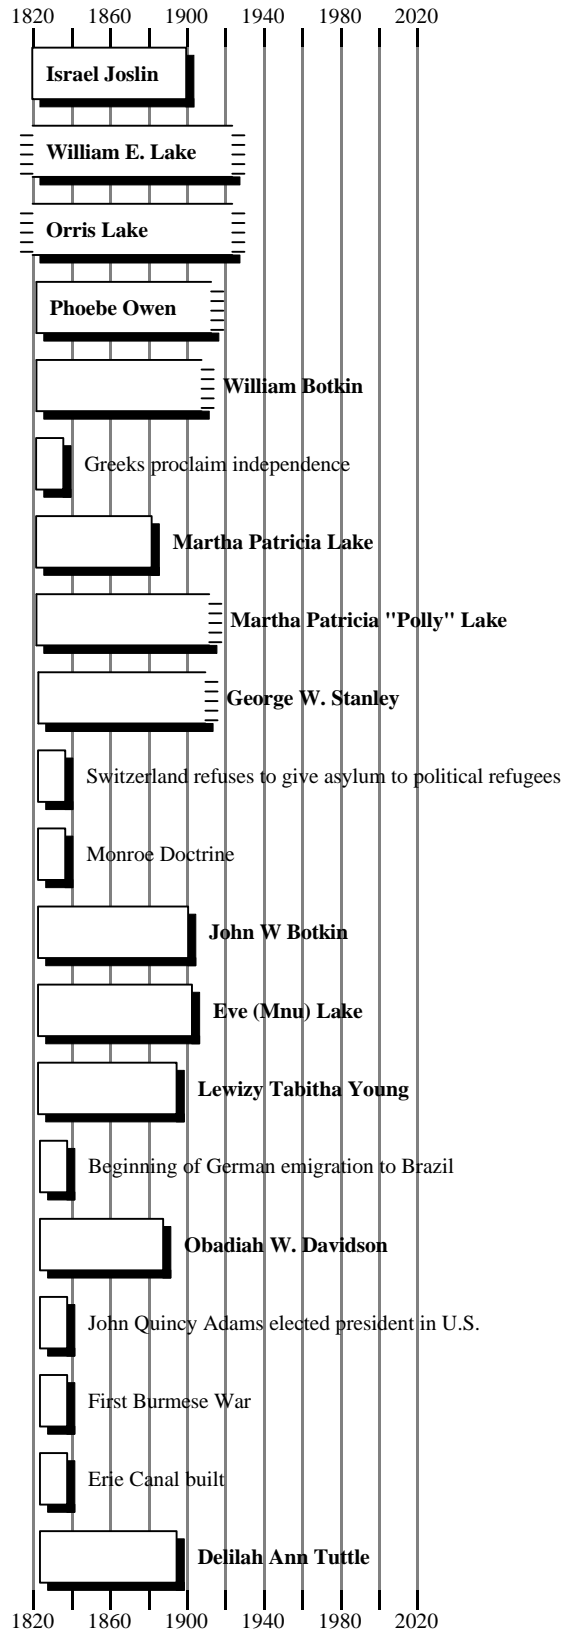 1820 1860 1900 1940 1980 2020
Israel Joslin
William E. Lake
Orris Lake
Phoebe Owen
William Botkin
Greeks proclaim independence
Martha Patricia Lake
Martha Patricia "Polly" Lake
George W. Stanley
Switzerland refuses to give asylum to political refugees
Monroe Doctrine
John W Botkin
Eve (Mnu) Lake
Lewizy Tabitha Young
Beginning of German emigration to Brazil
Obadiah W. Davidson
John Quincy Adams elected president in U.S.
First Burmese War
Erie Canal built
Delilah Ann Tuttle
1820 1860 1900 1940 1980 2020